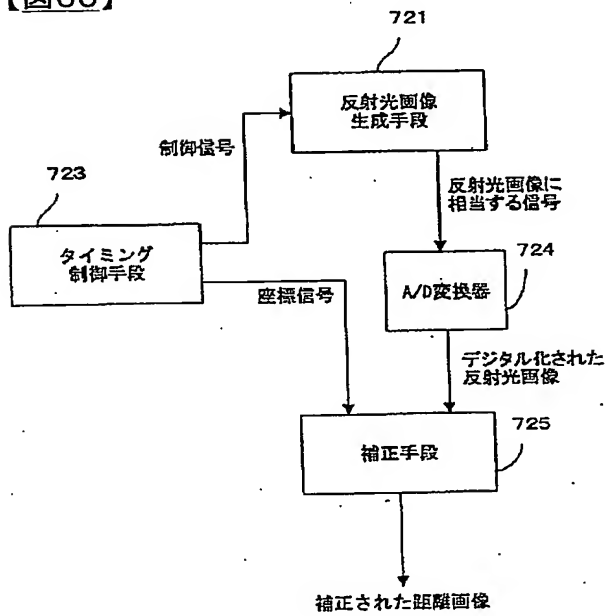 721
反射光画像
生成手段
制御信号
723
反射光画像に
相当する信号
タイミング
制御手段
724
座標信号
A/D変換器
デジタル化された
反射光画像
725
補正手段
補正された距離画像